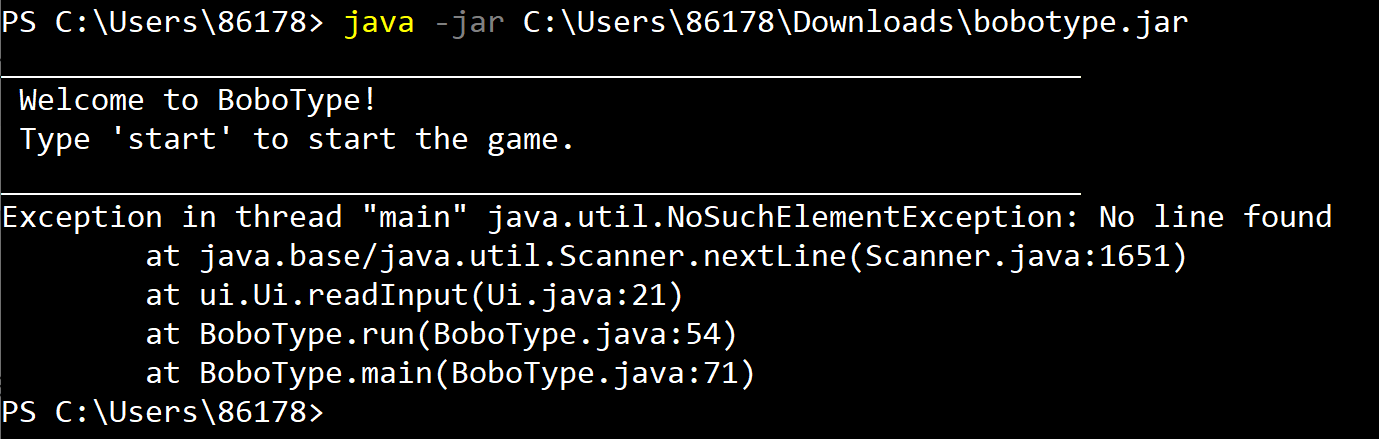 PS C:\Users\86178> java -jar C:\Users\86178\Downloads\bobotype.jar
____________________________________________________________
 Welcome to BoboType!
 Type 'start' to start the game.
____________________________________________________________
Exception in thread "main" java.util.NoSuchElementException: No line found
        at java.base/java.util.Scanner.nextLine(Scanner.java:1651)
        at ui.Ui.readInput(Ui.java:21)
        at BoboType.run(BoboType.java:54)
        at BoboType.main(BoboType.java:71)
PS C:\Users\86178>